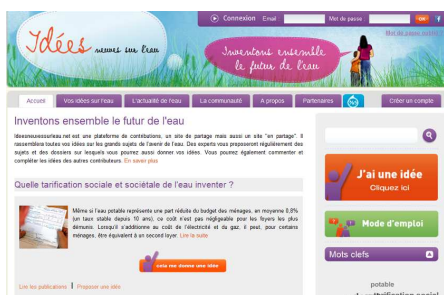 Connexion Email Mot de passe OK
Mot de passe oublié
Idées neuves sur l'eau
Inventons ensemble
le futur de l'eau
Accueil Vos idées sur l'eau L'actualité de l'eau La communauté A propos Partenaires Créer un compte
Inventons ensemble le futur de l'eau
Ideesneuvessurleau.net est une plateforme de contributions, un site de partage mais aussi un site "en partage". Il
rassemblera toutes vos idées sur les grands sujets de l'avenir de l'eau. Des experts vous proposeront régulièrement des
sujets et des dossiers sur lesquels vous pourrez aussi donner vos idées. Vous pourrez également commenter et
compléter les idées des autres contributeurs. En savoir plus
J'ai une idée
Cliquez ici
Quelle tarification sociale et sociétale de l'eau inventer ?
Même si l'eau potable représente une part réduite du budget des ménages, en moyenne 0,8%
(un taux stable depuis 10 ans), ce coût n'est pas négligeable pour les foyers les plus
démunis. Lorsqu'il s'additionne au coût de l'électricité et du gaz, il peut, pour certains
ménages, être équivalent à un second loyer. Lire la suite
cela me donne une idée
Lire les publications | Proposer une idée
Mode d'emploi
Mots clefs
potable